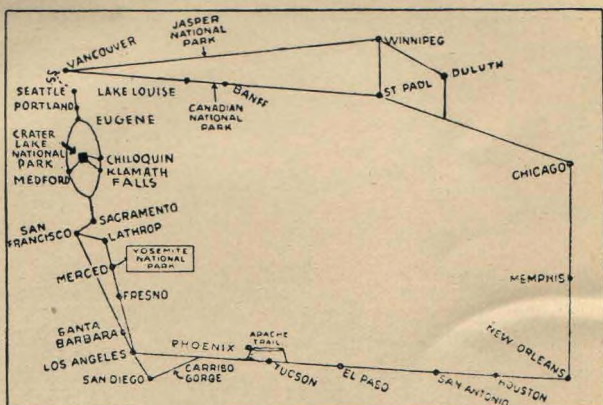 JASPER
NATIONAL
PARK
VANCOUVER
WINNIPEG
S.S.
SEATTLE
PORTLAND
LAKE LOUISE
BANFF
CANADIAN
NATIONAL
PARK
ST PAUL
DULUTH
EUGENE
CRATER
LAKE
NATIONAL
PARK
CHILOQUIN
KLAMATH
FALLS
MEDFORD
CHICAGO
SACRAMENTO
SAN
FRANCISCO
LATHROP
YOSEMITE
NATIONAL
PARK
MERCED
MEMPHIS
FRESNO
SANTA
BARBARA
LOS ANGELES
PHOENIX
APACHE
TRAIL
NEW ORLEANS
SAN DIEGO
CARRISO
GORGE
TUCSON
EL PASO
SAN ANTONIO
HOUSTON